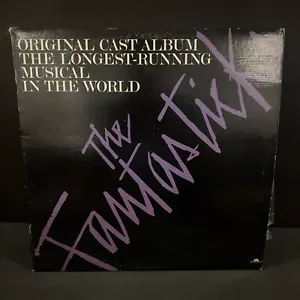 ORIGINAL CAST ALBUM
THE LONGEST-RUNNING
MUSICAL
IN THE WORLD
The
Fantasticks